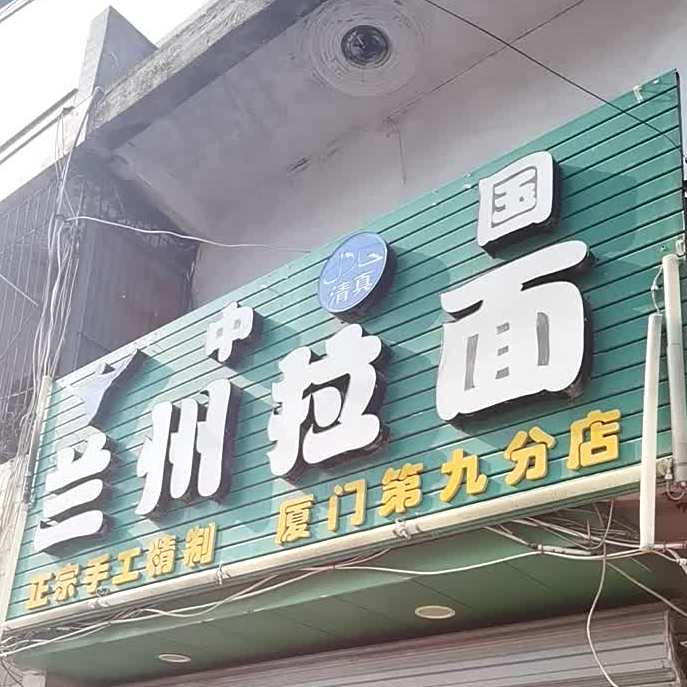 中 清真 国
兰州拉面
正宗手工精制 厦门第九分店